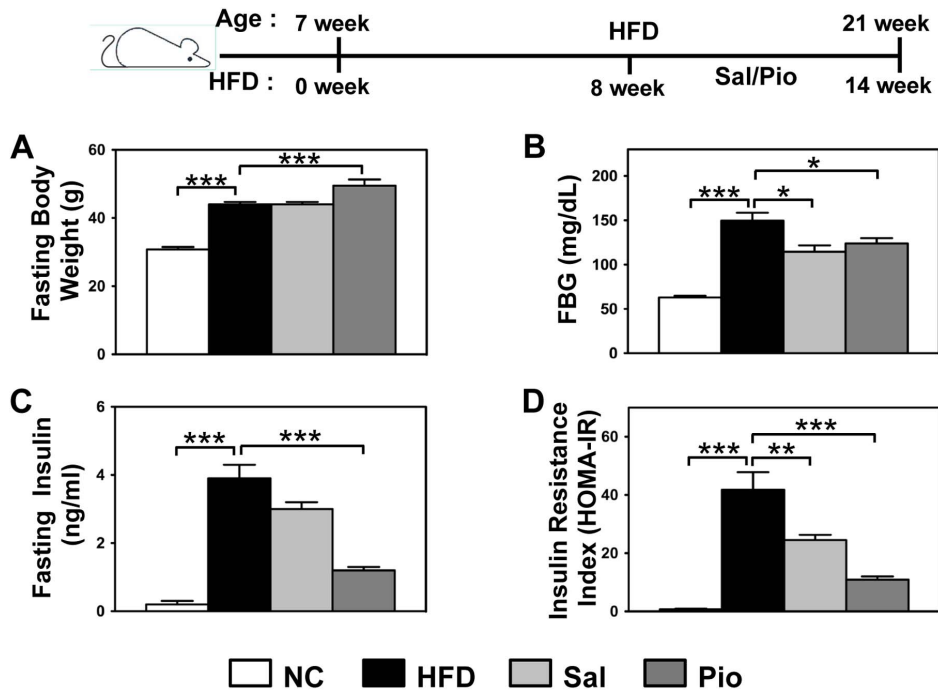 Age : 7 week HFD 21 week
HFD : 0 week 8 week Sal/Pio 14 week
A
Fasting Body
Weight (g)
60
40
20
0
*** ***
B
FBG (mg/dL)
200
150
100
50
0
*** * *
C
Fasting Insulin
(ng/ml)
6
4
2
0
*** ***
D
Insulin Resistance
Index (HOMA-IR)
60
40
20
0
*** ** ***
NC HFD Sal Pio